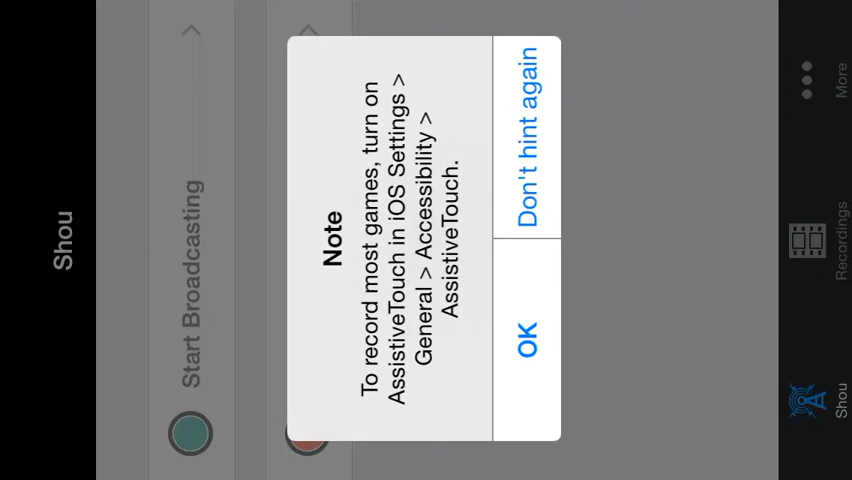 Shou
Start Broadcasting
Note
To record most games, turn on
AssistiveTouch in iOS Settings >
General > Accessibility >
AssistiveTouch.
OK
Don't hint again
Shou
Recordings
More